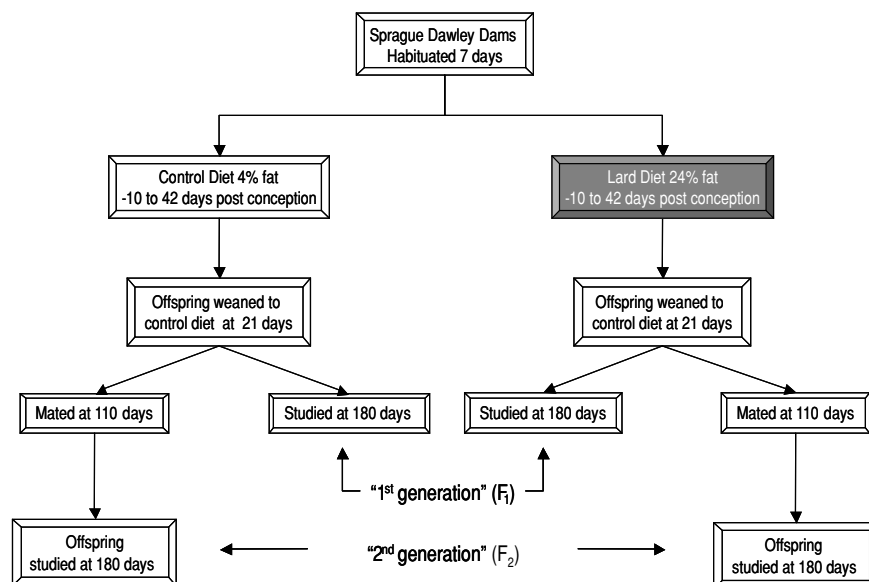 Sprague Dawley Dams
Habituated 7 days
Control Diet 4% fat
-10 to 42 days post conception
Lard Diet 24% fat
-10 to 42 days post conception
Offspring weaned to
control diet at 21 days
Offspring weaned to
control diet at 21 days
Mated at 110 days
Studied at 180 days
Studied at 180 days
Mated at 110 days
“1st generation” (F1)
Offspring
studied at 180 days
“2nd generation” (F2)
Offspring
studied at 180 days